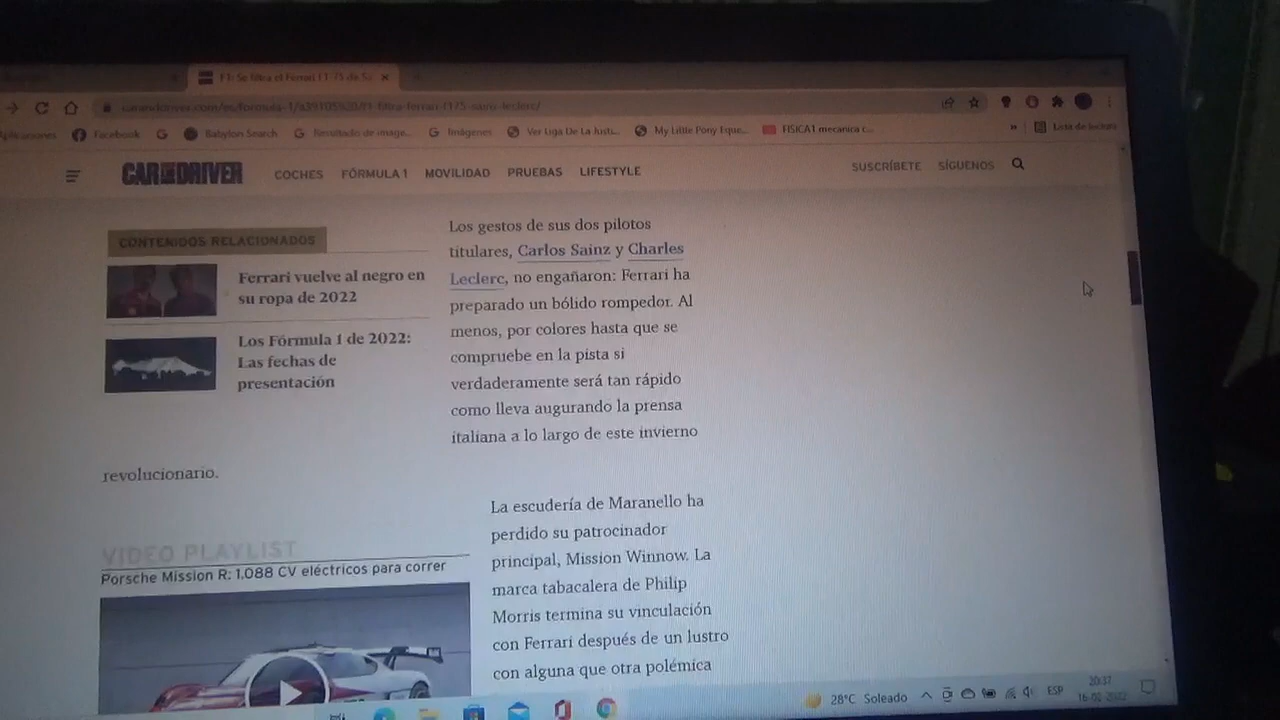 F1: Se filtra el Ferrari F1-75 de Sa
caranddriver.com/es/formula-1/a39105920/f1-filtra-ferrari-f175-sainz-leclerc/
Aplicaciones Facebook Babylon Search Resultado de image... Imágenes Ver Liga De La Justi... My Little Pony Eque... FISICA1 mecanica c... » Lista de lectura
CAR AND DRIVER COCHES FÓRMULA 1 MOVILIDAD PRUEBAS LIFESTYLE SUSCRÍBETE SÍGUENOS
CONTENIDOS RELACIONADOS
Ferrari vuelve al negro en
su ropa de 2022
Los Fórmula 1 de 2022:
Las fechas de
presentación
Los gestos de sus dos pilotos
titulares, Carlos Sainz y Charles
Leclerc, no engañaron: Ferrari ha
preparado un bólido rompedor. Al
menos, por colores hasta que se
compruebe en la pista si
verdaderamente será tan rápido
como lleva augurando la prensa
italiana a lo largo de este invierno
revolucionario.
VIDEO PLAYLIST
Porsche Mission R: 1.088 CV eléctricos para correr
La escudería de Maranello ha
perdido su patrocinador
principal, Mission Winnow. La
marca tabacalera de Philip
Morris termina su vinculación
con Ferrari después de un lustro
con alguna que otra polémica
28°C Soleado ESP 20:37
16-02-2022